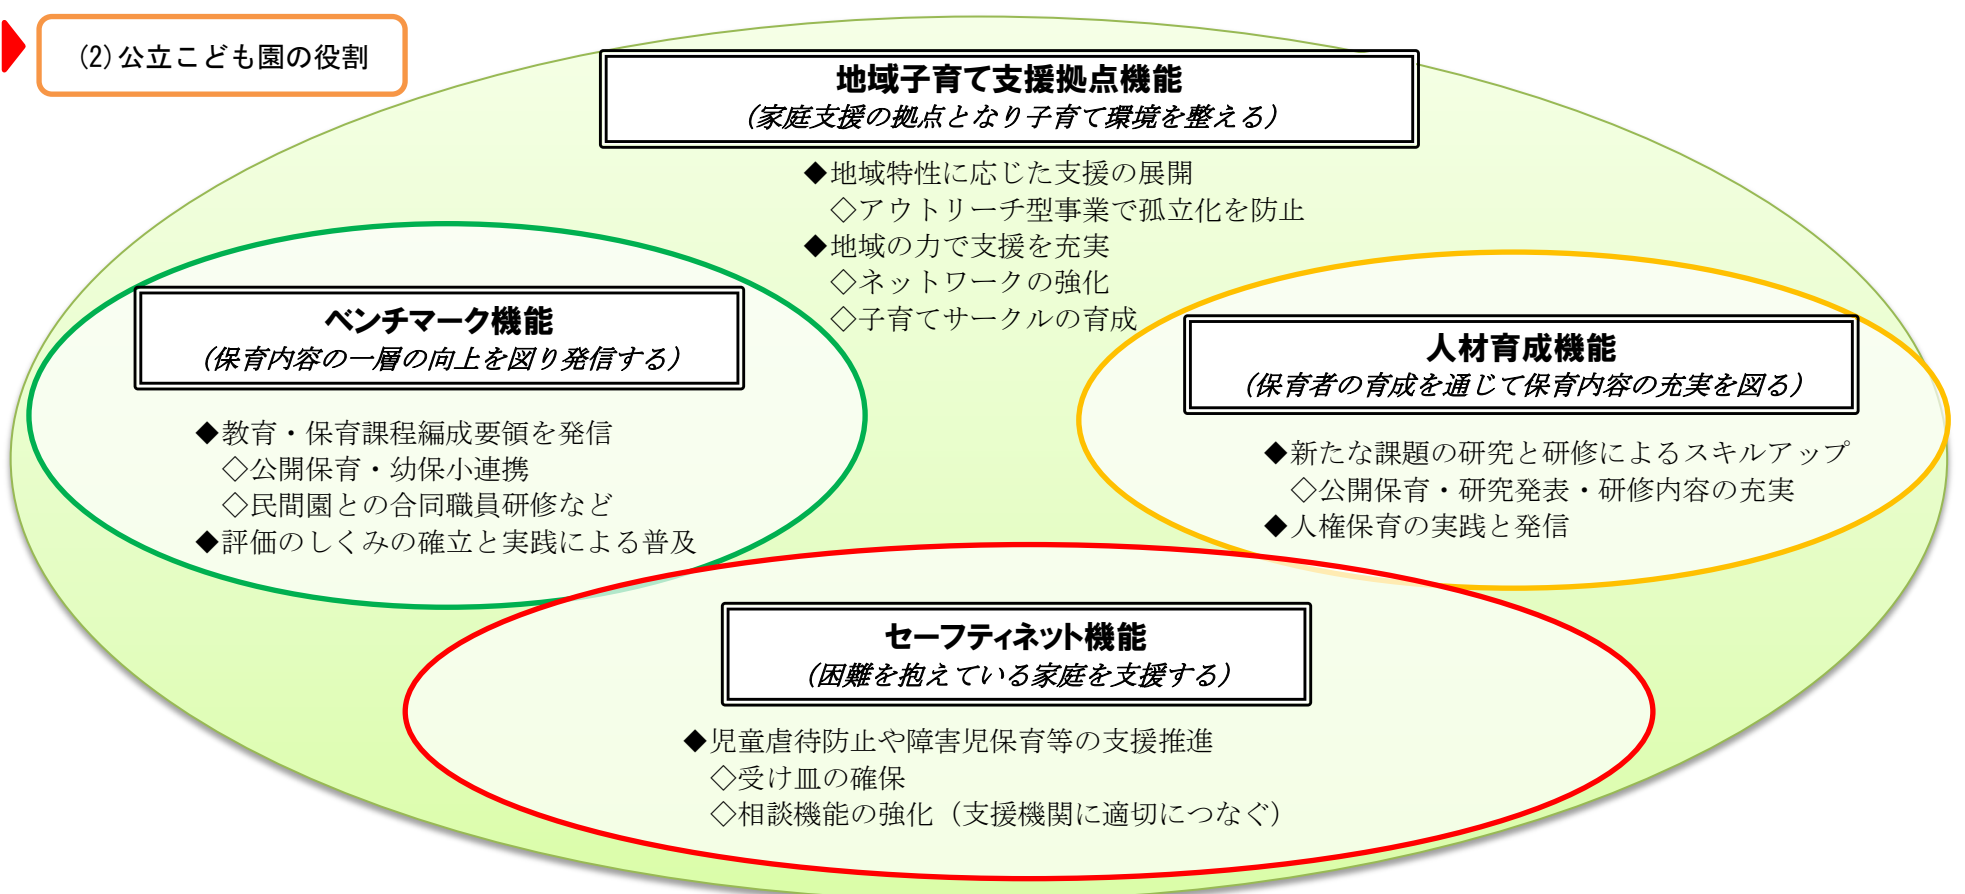 (2)公立こども園の役割
地域子育て支援拠点機能
（家庭支援の拠点となり子育て環境を整える）
◆地域特性に応じた支援の展開
◇アウトリーチ型事業で孤立化を防止
◆地域の力で支援を充実
◇ネットワークの強化
◇子育てサークルの育成
ベンチマーク機能
（保育内容の一層の向上を図り発信する）
◆教育・保育課程編成要領を発信
◇公開保育・幼保小連携
◇民間園との合同職員研修など
◆評価のしくみの確立と実践による普及
人材育成機能
（保育者の育成を通じて保育内容の充実を図る）
◆新たな課題の研究と研修によるスキルアップ
◇公開保育・研究発表・研修内容の充実
◆人権保育の実践と発信
セーフティネット機能
（困難を抱えている家庭を支援する）
◆児童虐待防止や障害児保育等の支援推進
◇受け皿の確保
◇相談機能の強化（支援機関に適切につなぐ）